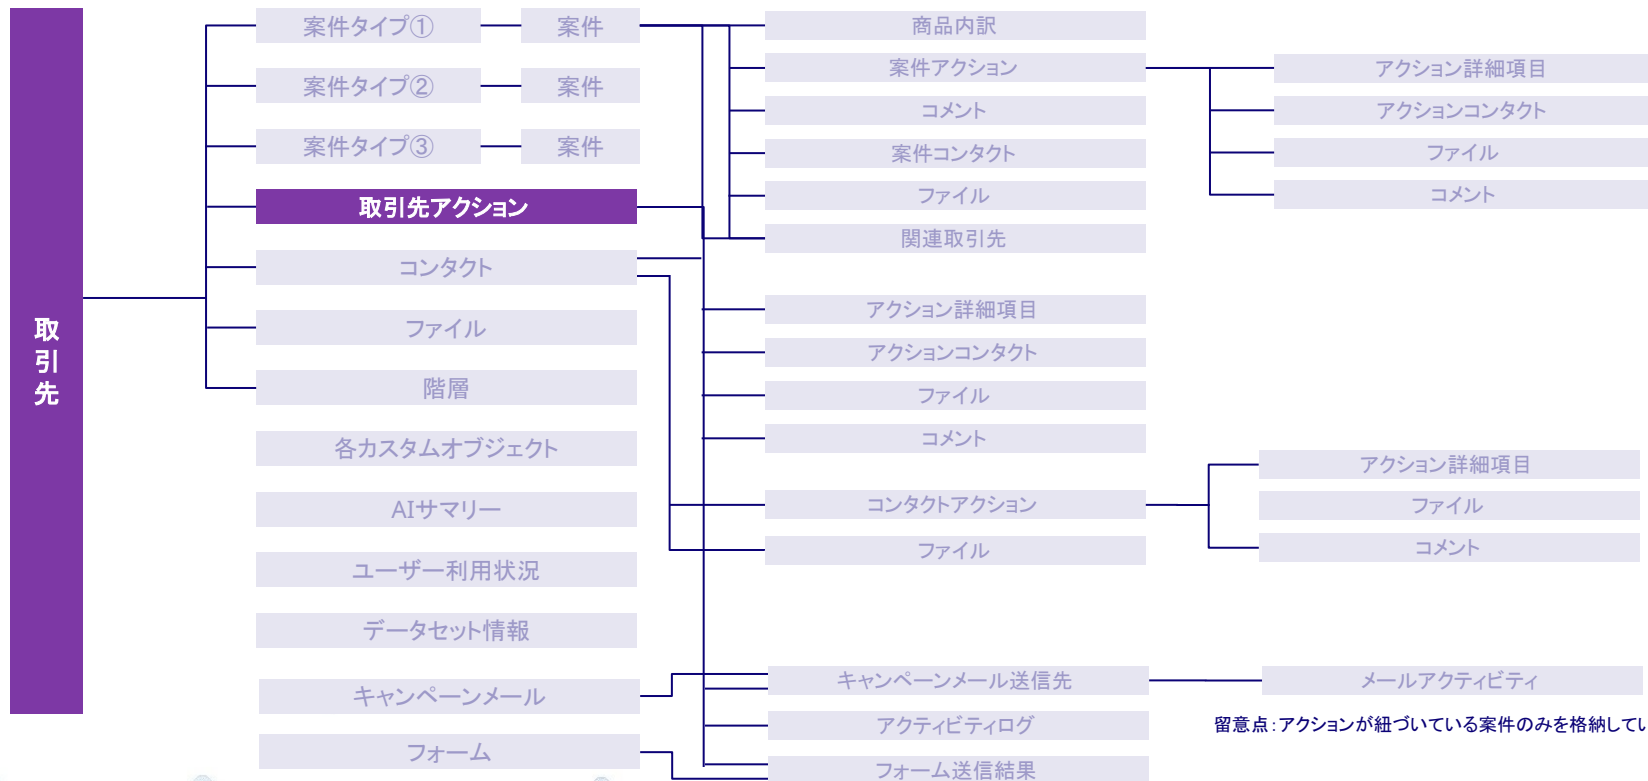 取引先
案件タイプ①
案件
案件タイプ②
案件
案件タイプ③
案件
取引先アクション
コンタクト
ファイル
階層
各カスタムオブジェクト
AIサマリー
ユーザー利用状況
データセット情報
キャンペーンメール
フォーム
商品内訳
案件アクション
コメント
案件コンタクト
ファイル
関連取引先
アクション詳細項目
アクションコンタクト
ファイル
コメント
コンタクトアクション
ファイル
キャンペーンメール送信先
アクティビティログ
フォーム送信結果
アクション詳細項目
アクションコンタクト
ファイル
コメント
アクション詳細項目
ファイル
コメント
メールアクティビティ
留意点:アクションが紐づいている案件のみを格納してい